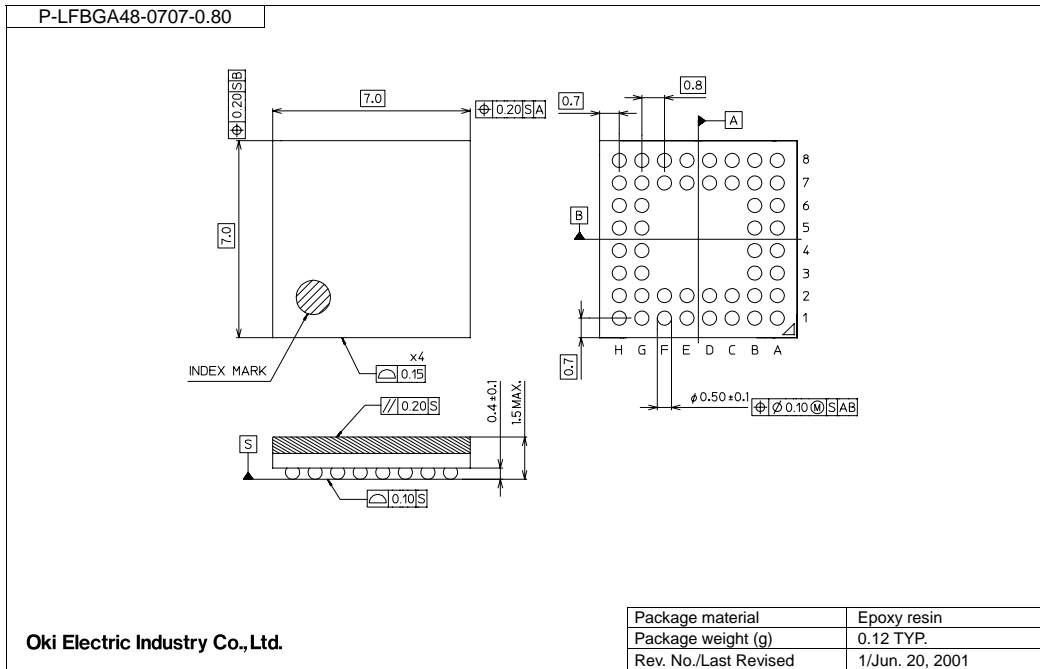 P-LFBGA48-0707-0.80
7.0
⌖ 0.20 S B
⌖ 0.20 S A
7.0
INDEX MARK
x4
⌓ 0.15
// 0.20 S
0.4±0.1
1.5 MAX.
S
⌓ 0.10 S
0.7
0.8
A
B
8
7
6
5
4
3
2
1
H G F E D C B A
0.7
ϕ0.50±0.1
⌖ ∅ 0.10 Ⓜ S AB
Oki Electric Industry Co., Ltd.
Package material Epoxy resin
Package weight (g) 0.12 TYP.
Rev. No./Last Revised 1/Jun. 20, 2001